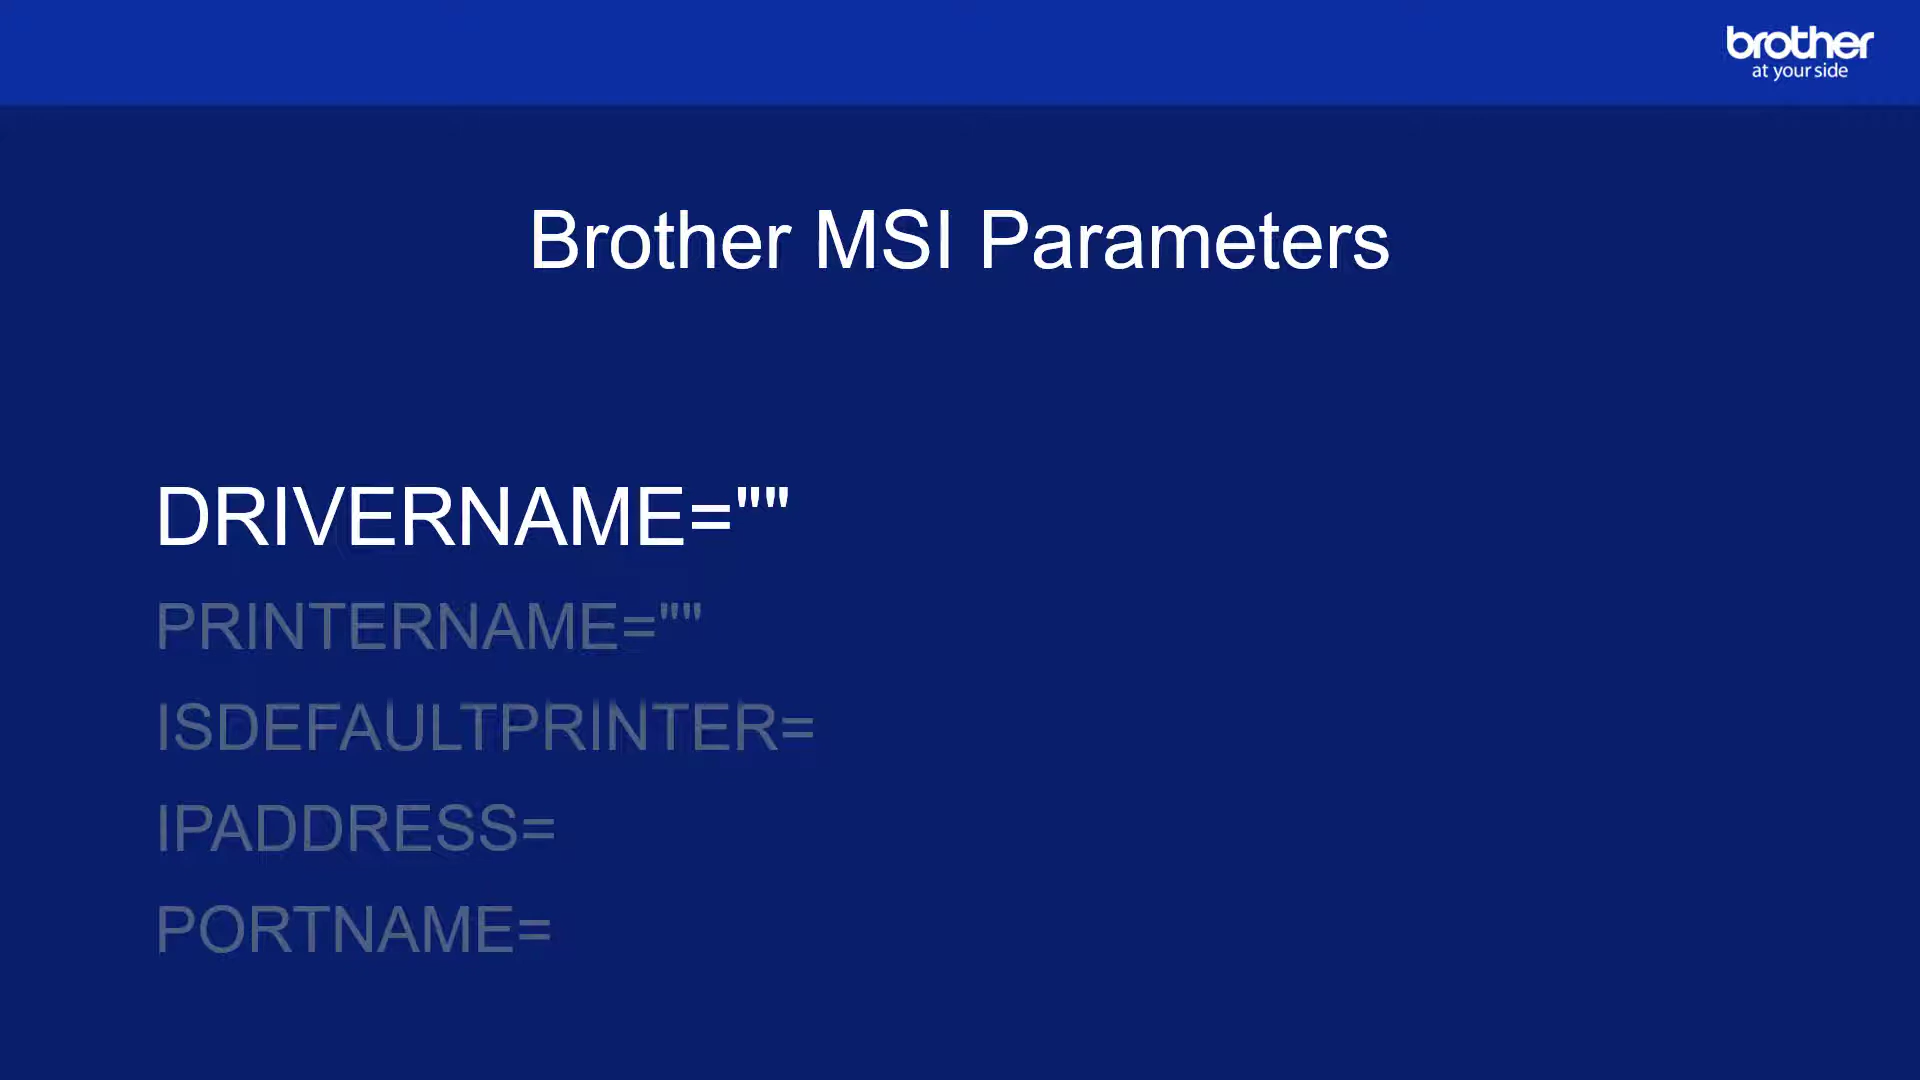 brother
at your side
Brother MSI Parameters
DRIVERNAME=""
PRINTERNAME=""
ISDEFAULTPRINTER=
IPADDRESS=
PORTNAME=